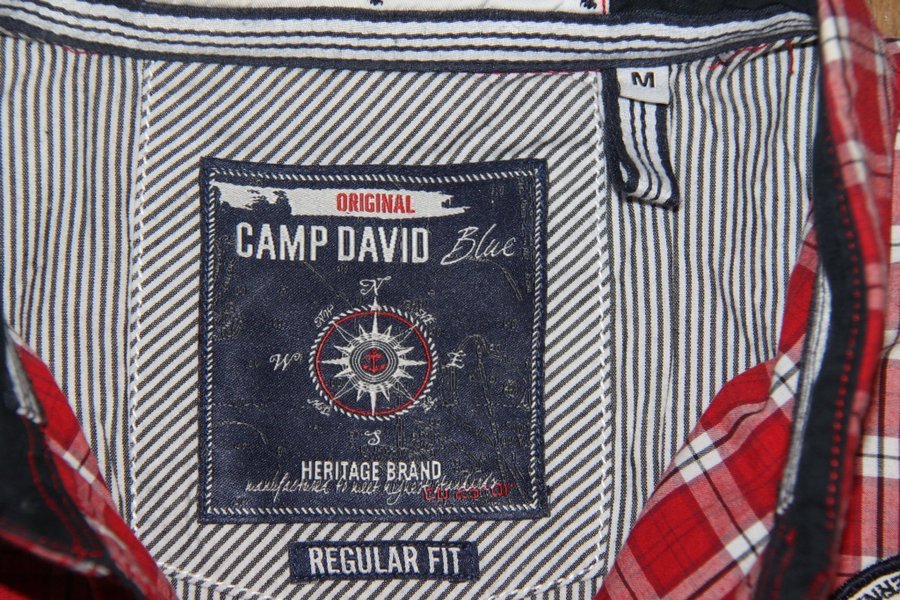 M
ORIGINAL
CAMP DAVID Blue
N
W E
S
HERITAGE BRAND
REGULAR FIT